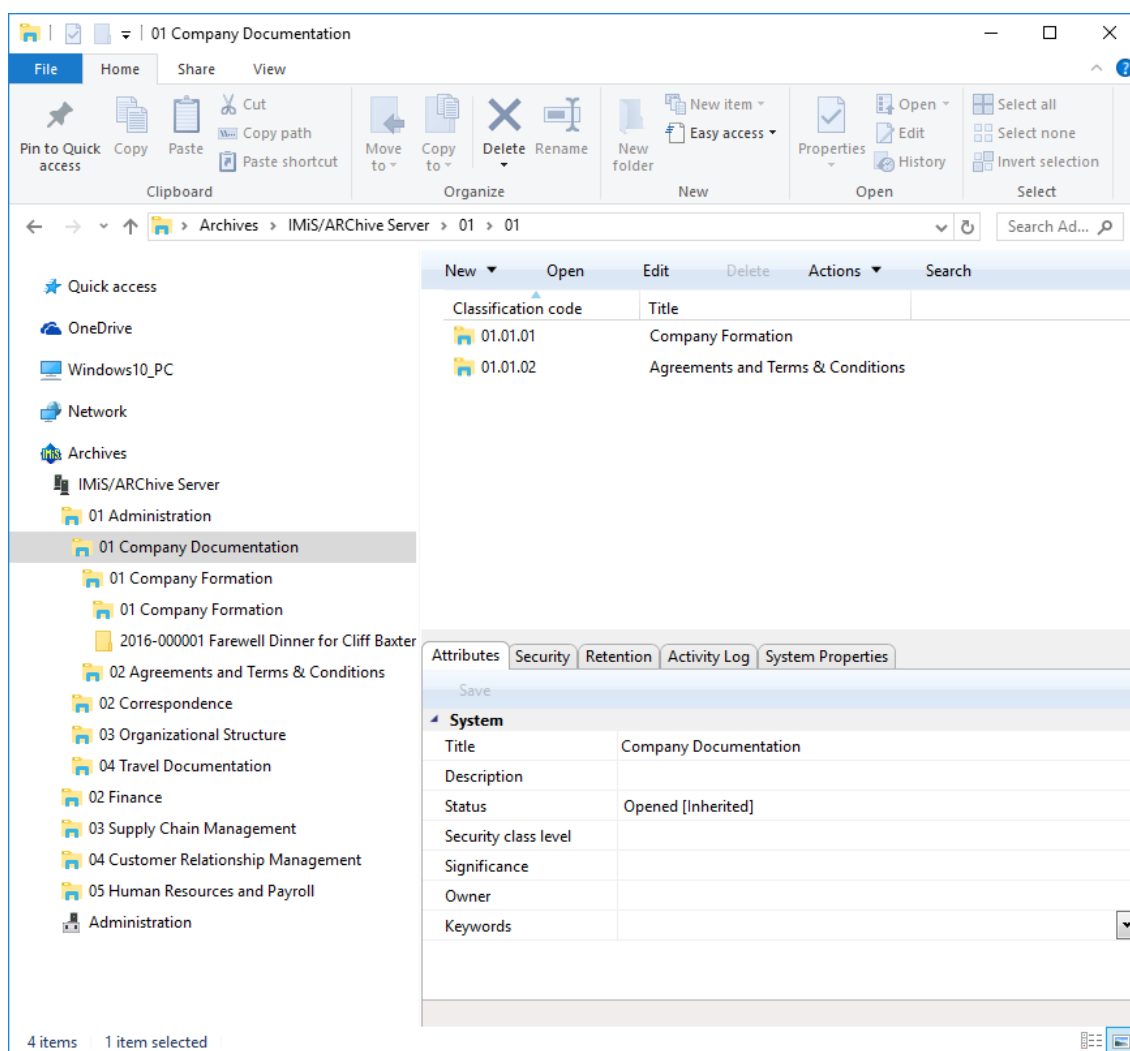 01 Company Documentation
File Home Share View
Pin to Quick access
Copy
Paste
Cut
Copy path
Paste shortcut
Clipboard
Move to
Copy to
Delete
Rename
Organize
New folder
New item
Easy access
New
Properties
Open
Edit
History
Open
Select all
Select none
Invert selection
Select
Archives > IMiS/ARChive Server > 01 > 01
Search Ad...
Quick access
OneDrive
Windows10_PC
Network
Archives
IMiS/ARChive Server
01 Administration
01 Company Documentation
01 Company Formation
01 Company Formation
2016-000001 Farewell Dinner for Cliff Baxter
02 Agreements and Terms & Conditions
02 Correspondence
03 Organizational Structure
04 Travel Documentation
02 Finance
03 Supply Chain Management
04 Customer Relationship Management
05 Human Resources and Payroll
Administration
New Open Edit Delete Actions Search
Classification code Title
01.01.01 Company Formation
01.01.02 Agreements and Terms & Conditions
Attributes Security Retention Activity Log System Properties
Save
System
Title Company Documentation
Description
Status Opened [Inherited]
Security class level
Significance
Owner
Keywords
4 items 1 item selected